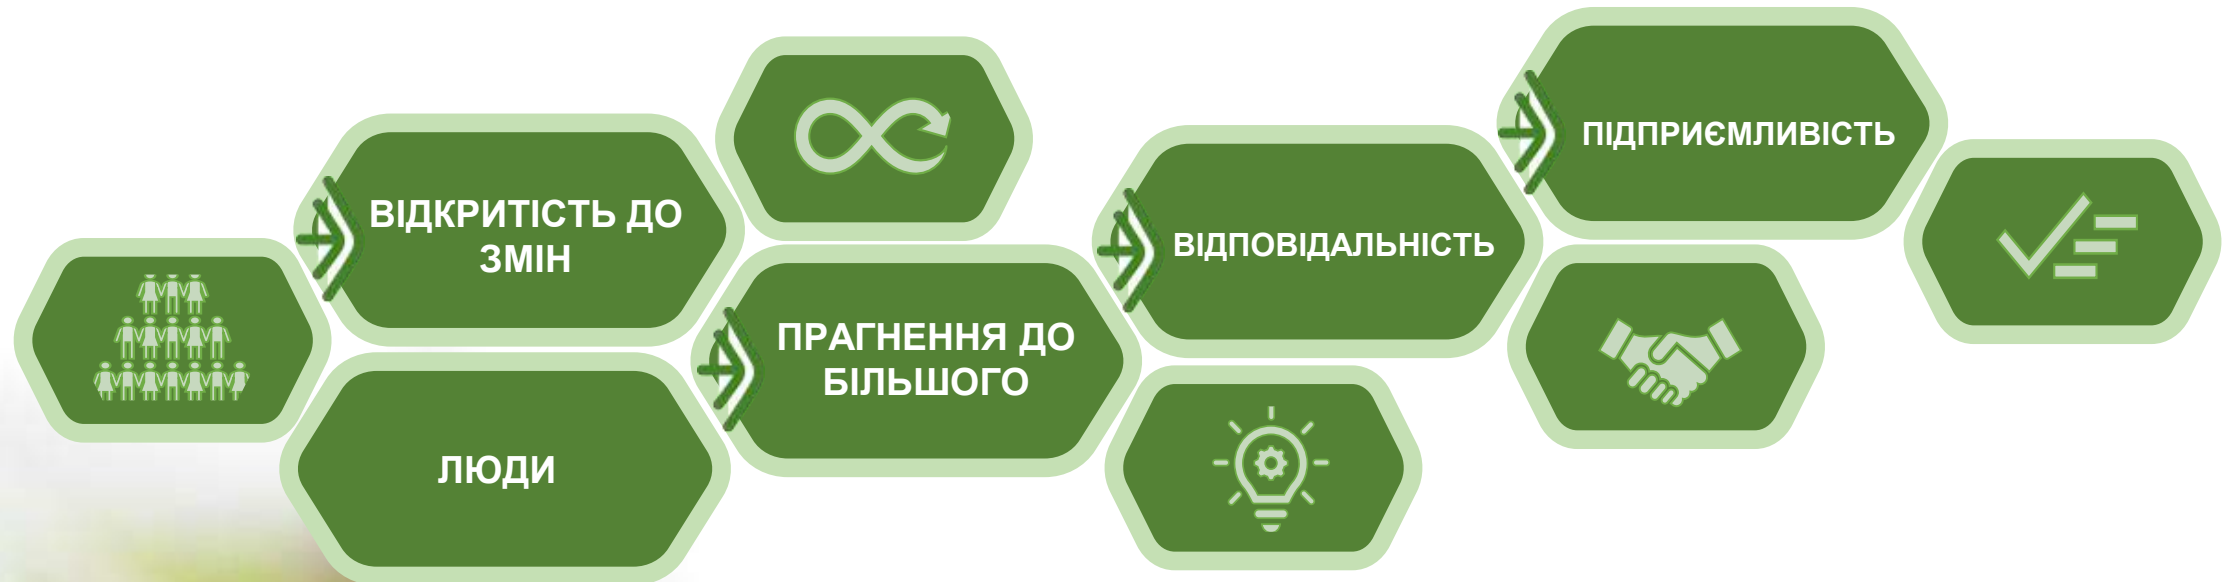 ВІДКРИТІСТЬ ДО
ЗМІН
ЛЮДИ
ПРАГНЕННЯ ДО
БІЛЬШОГО
ВІДПОВІДАЛЬНІСТЬ
ПІДПРИЄМЛИВІСТЬ